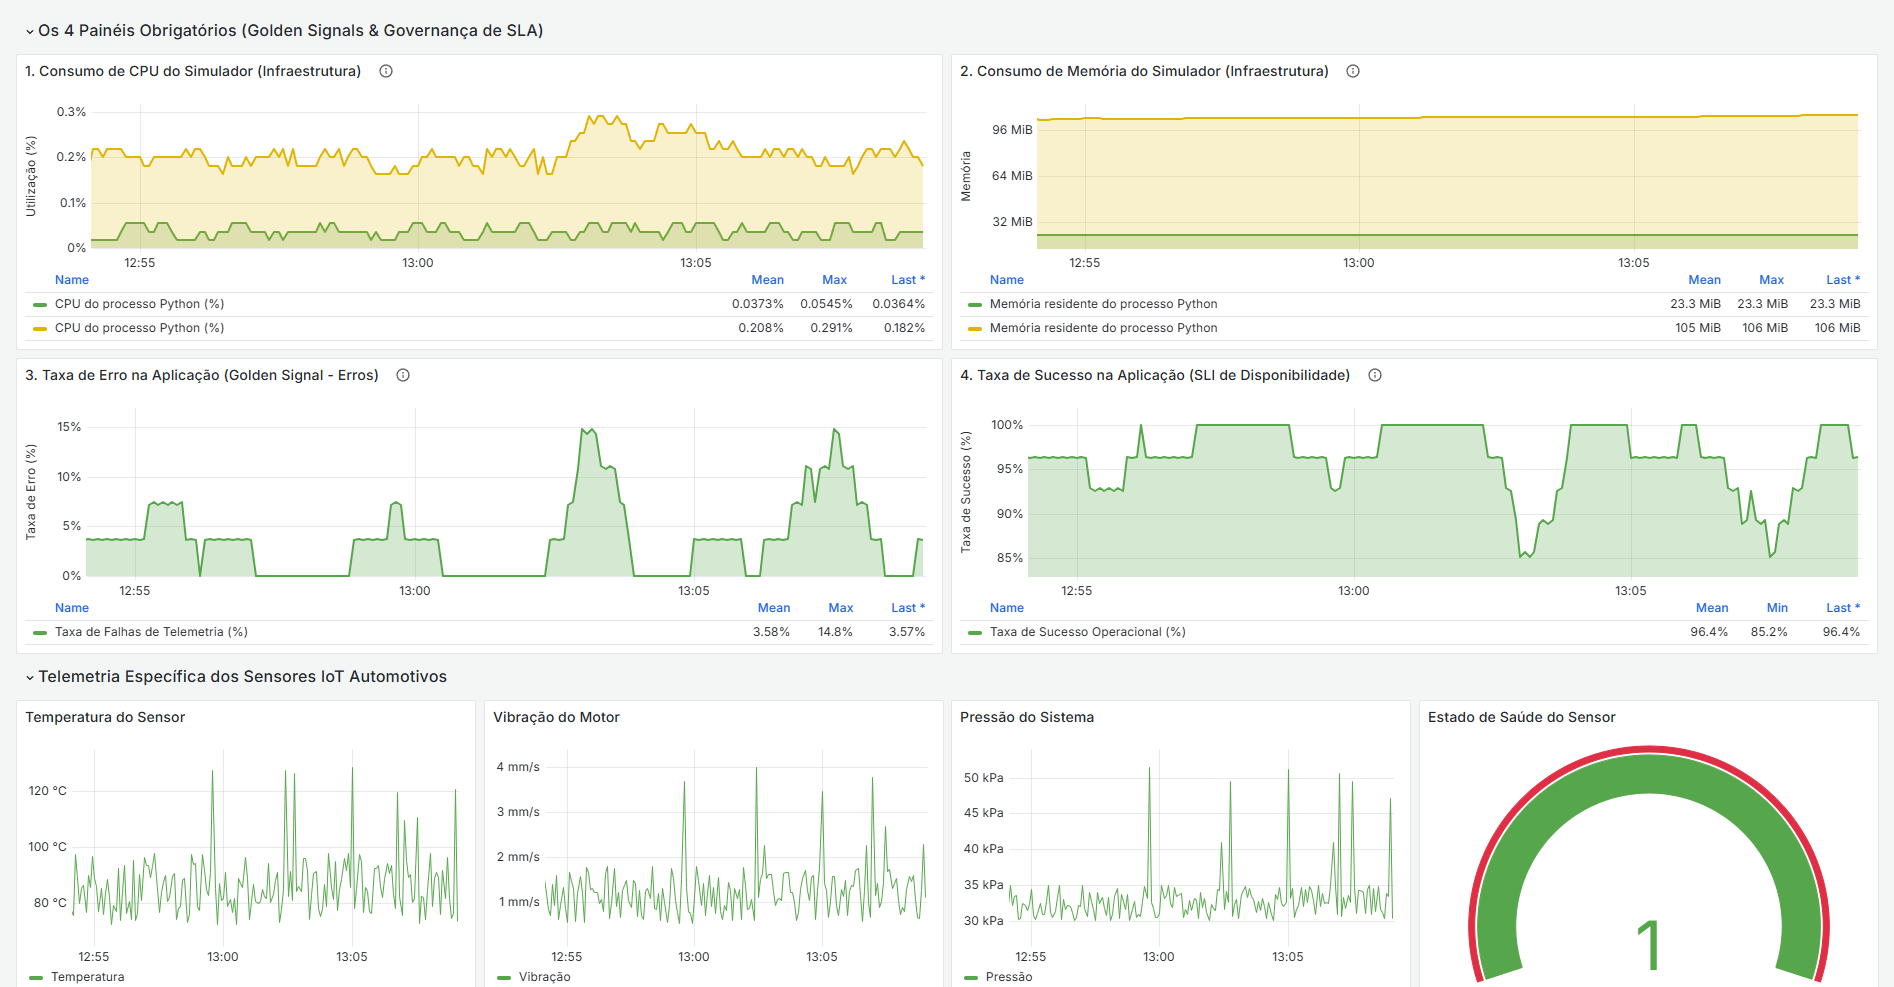 Os 4 Painéis Obrigatórios (Golden Signals & Governança de SLA)
1. Consumo de CPU do Simulador (Infraestrutura)
Utilização (%)
0.3%
0.2%
0.1%
0%
12:55 13:00 13:05
Name Mean Max Last *
CPU do processo Python (%) 0.0373% 0.0545% 0.0364%
CPU do processo Python (%) 0.208% 0.291% 0.182%
2. Consumo de Memória do Simulador (Infraestrutura)
Memória
96 MiB
64 MiB
32 MiB
12:55 13:00 13:05
Name Mean Max Last *
Memória residente do processo Python 23.3 MiB 23.3 MiB 23.3 MiB
Memória residente do processo Python 105 MiB 106 MiB 106 MiB
3. Taxa de Erro na Aplicação (Golden Signal - Erros)
Taxa de Erro (%)
15%
10%
5%
0%
12:55 13:00 13:05
Name Mean Max Last *
Taxa de Falhas de Telemetria (%) 3.58% 14.8% 3.57%
4. Taxa de Sucesso na Aplicação (SLI de Disponibilidade)
Taxa de Sucesso (%)
100%
95%
90%
85%
12:55 13:00 13:05
Name Mean Min Last *
Taxa de Sucesso Operacional (%) 96.4% 85.2% 96.4%
Telemetria Específica dos Sensores IoT Automotivos
Temperatura do Sensor
120 °C
100 °C
80 °C
12:55 13:00 13:05
Temperatura
Vibração do Motor
4 mm/s
3 mm/s
2 mm/s
1 mm/s
12:55 13:00 13:05
Vibração
Pressão do Sistema
50 kPa
45 kPa
40 kPa
35 kPa
30 kPa
12:55 13:00 13:05
Pressão
Estado de Saúde do Sensor
1